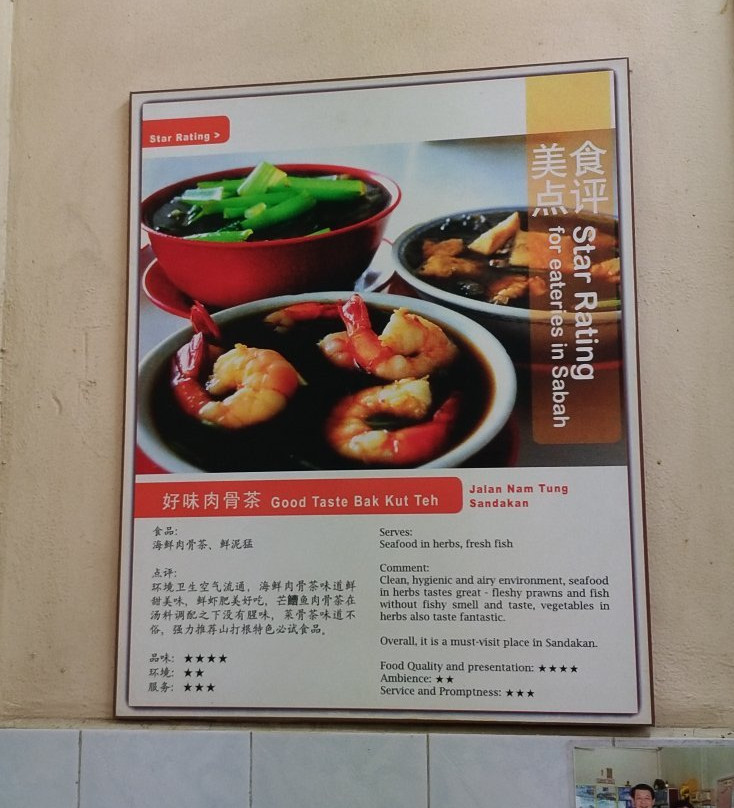 Star Rating >
食评
美点
Star Rating
for eateries in Sabah
好味肉骨茶 Good Taste Bak Kut Teh
Jalan Nam Tung
Sandakan
食品:
海鲜肉骨茶、鲜泥猛
点评:
环境卫生空气流通，海鲜肉骨茶味道鲜
甜美味，鲜虾肥美好吃，芒鳢鱼肉骨茶在
汤料调配之下没有腥味，菜骨茶味道不
俗，强力推荐山打根特色必试食品。
品味: ★★★★
环境: ★★
服务: ★★★
Serves:
Seafood in herbs, fresh fish
Comment:
Clean, hygienic and airy environment, seafood
in herbs tastes great - fleshy prawns and fish
without fishy smell and taste, vegetables in
herbs also taste fantastic.
Overall, it is a must-visit place in Sandakan.
Food Quality and presentation: ★★★★
Ambience: ★★
Service and Promptness: ★★★